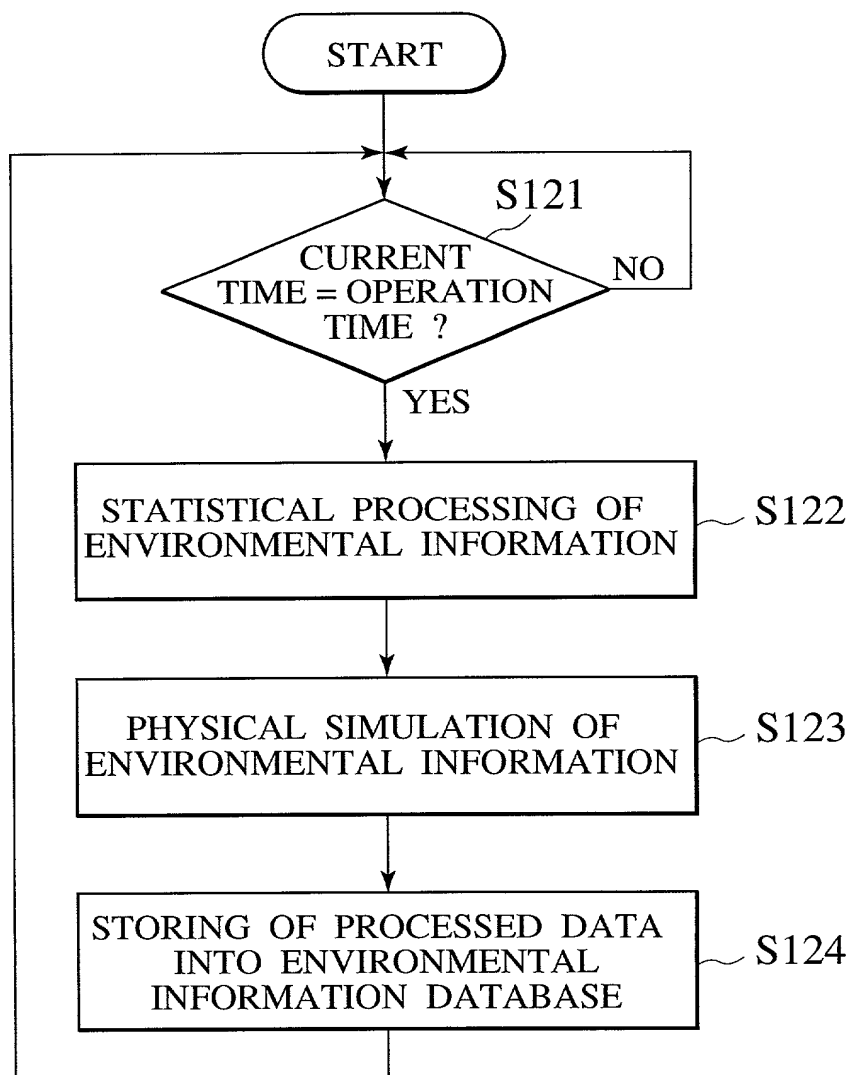 START
S121
CURRENT
TIME = OPERATION
TIME ?
NO
YES
STATISTICAL PROCESSING OF
ENVIRONMENTAL INFORMATION
S122
PHYSICAL SIMULATION OF
ENVIRONMENTAL INFORMATION
S123
STORING OF PROCESSED DATA
INTO ENVIRONMENTAL
INFORMATION DATABASE
S124